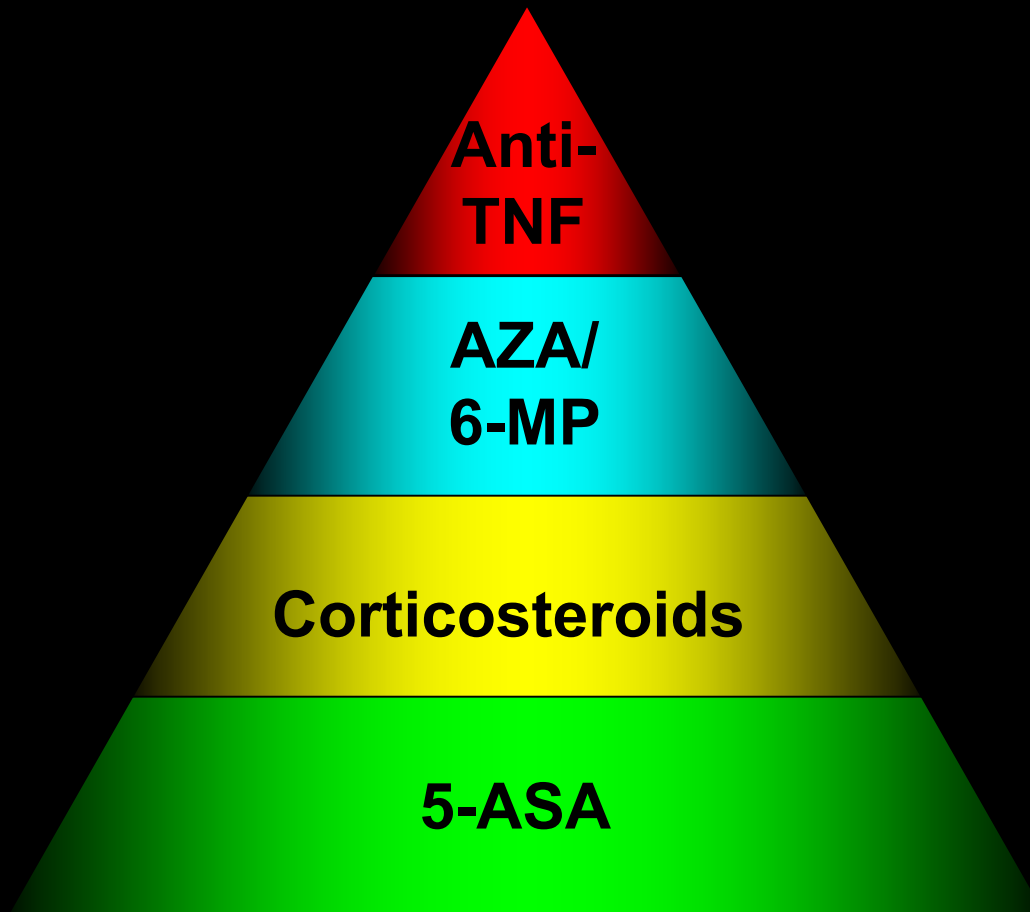 Anti-
TNF
AZA/
6-MP
Corticosteroids
5-ASA